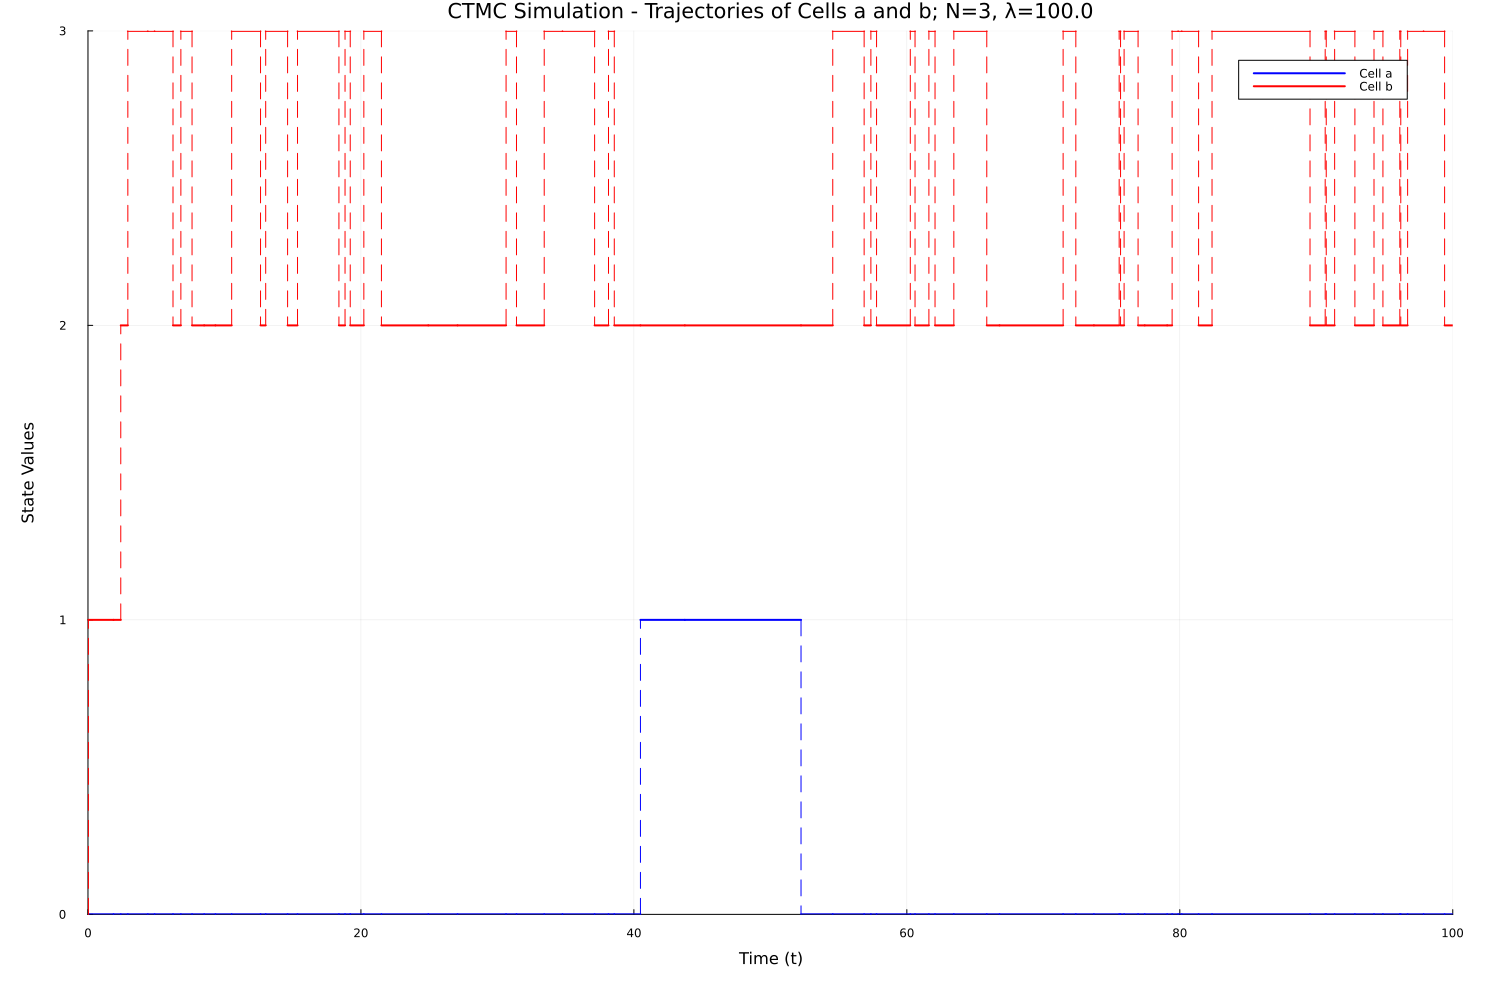 CTMC Simulation - Trajectories of Cells a and b; N=3, λ=100.0
3
Cell a
Cell b
2
State Values
1
0
0 20 40 60 80 100
Time (t)